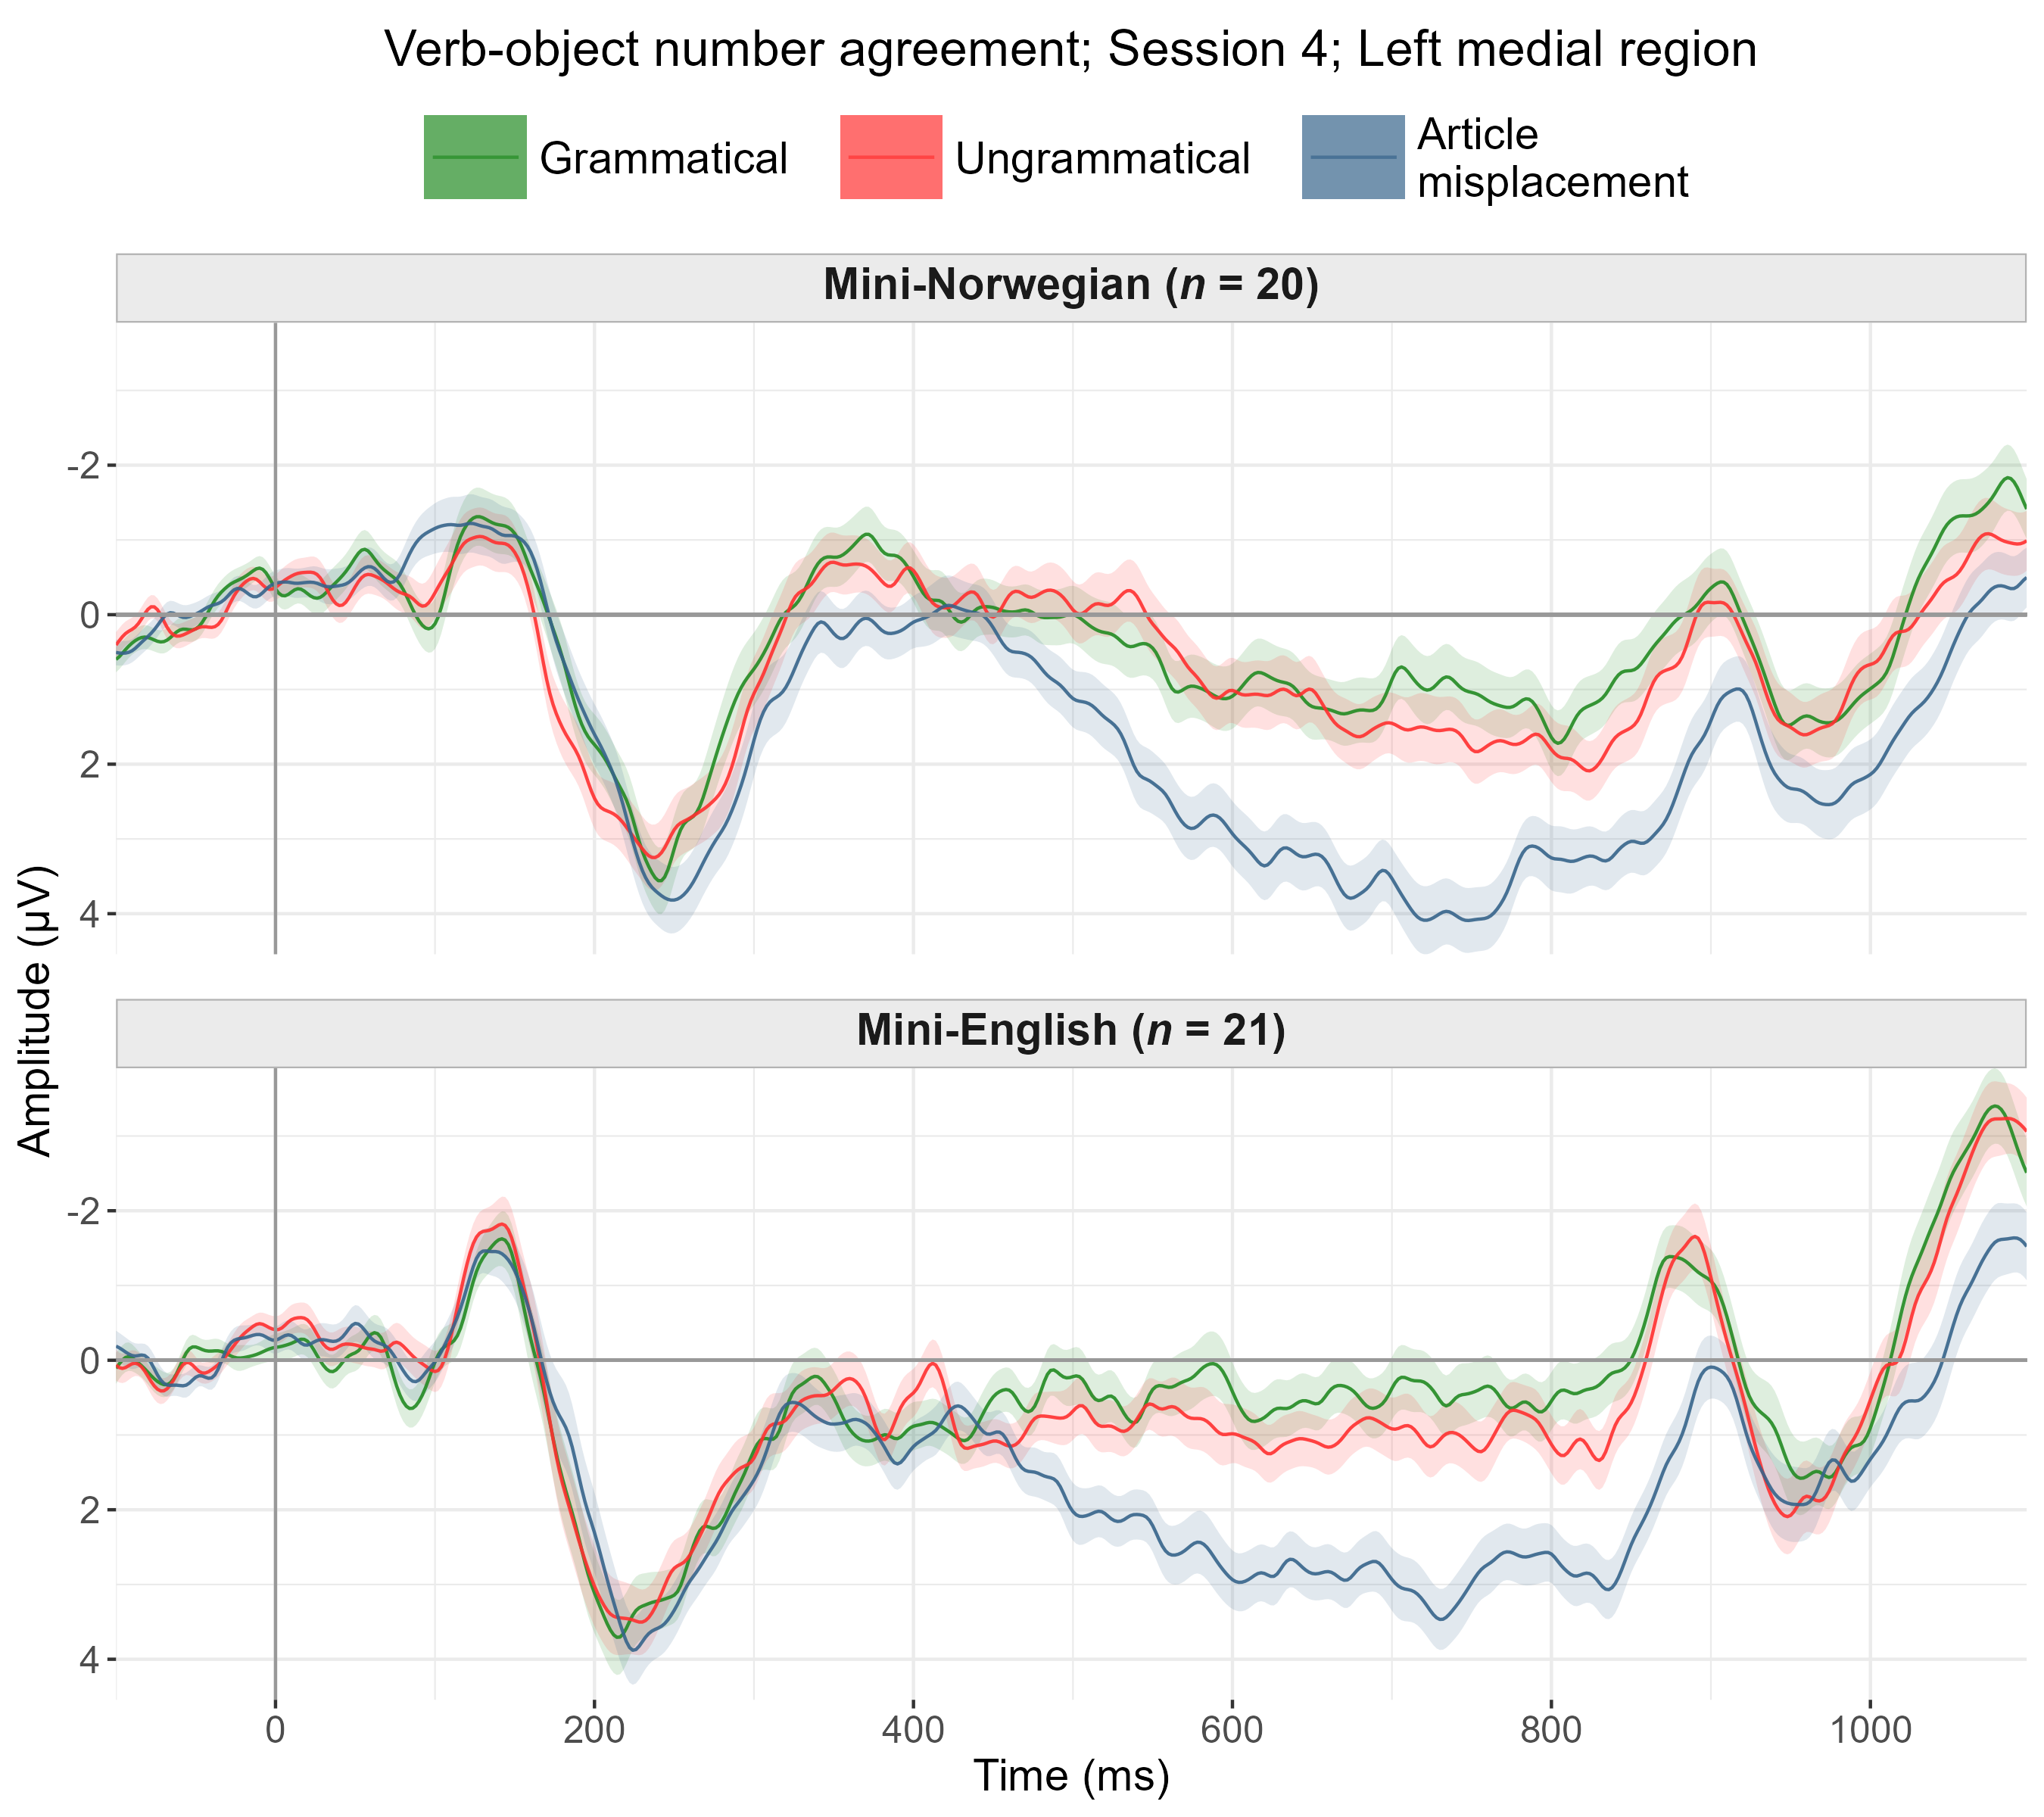 Verb-object number agreement; Session 4; Left medial region
Grammatical
Ungrammatical
Article
misplacement
Mini-Norwegian (n = 20)
-2
0
2
4
Amplitude (µV)
Mini-English (n = 21)
-2
0
2
4
0 200 400 600 800 1000
Time (ms)